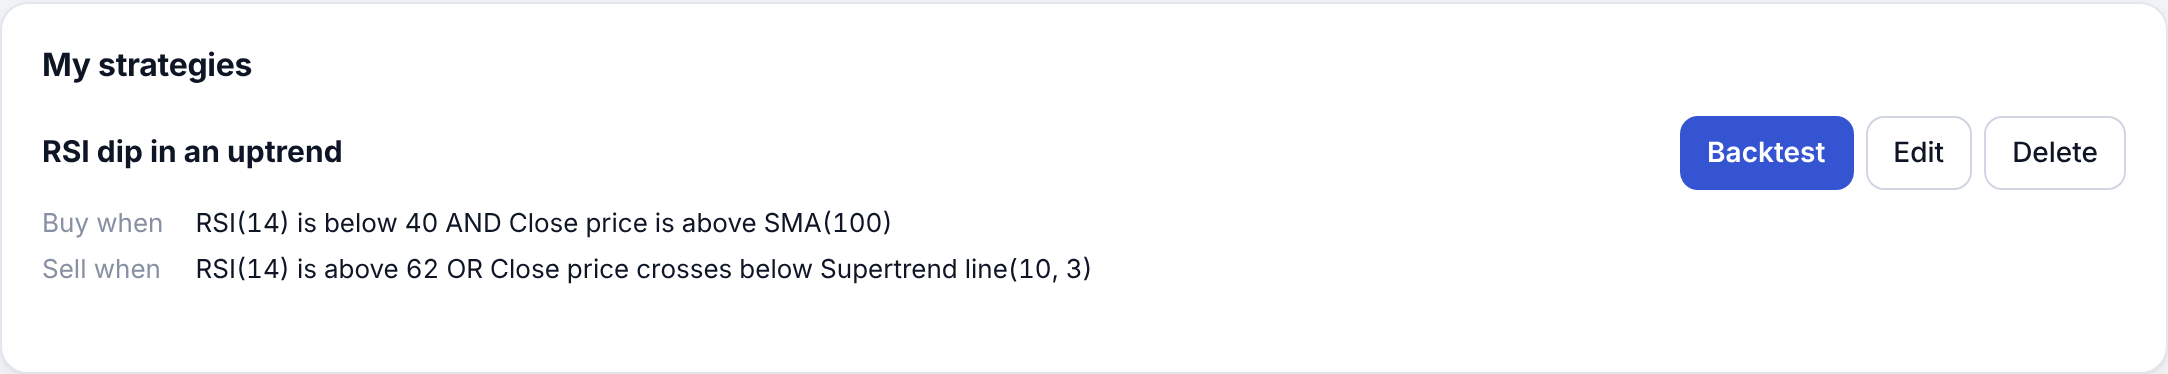 My strategies
RSI dip in an uptrend
Backtest
Edit
Delete
Buy when RSI(14) is below 40 AND Close price is above SMA(100)
Sell when RSI(14) is above 62 OR Close price crosses below Supertrend line(10, 3)